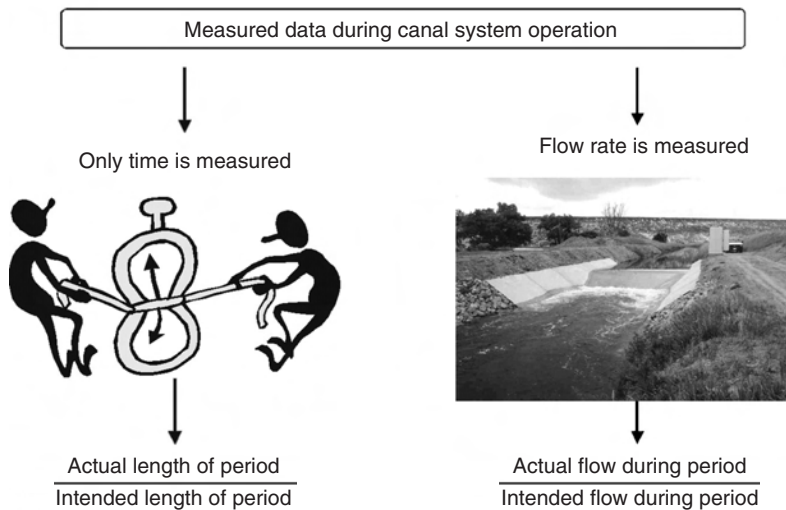 Measured data during canal system operation
Only time is measured
Flow rate is measured
Actual length of period
Intended length of period
Actual flow during period
Intended flow during period